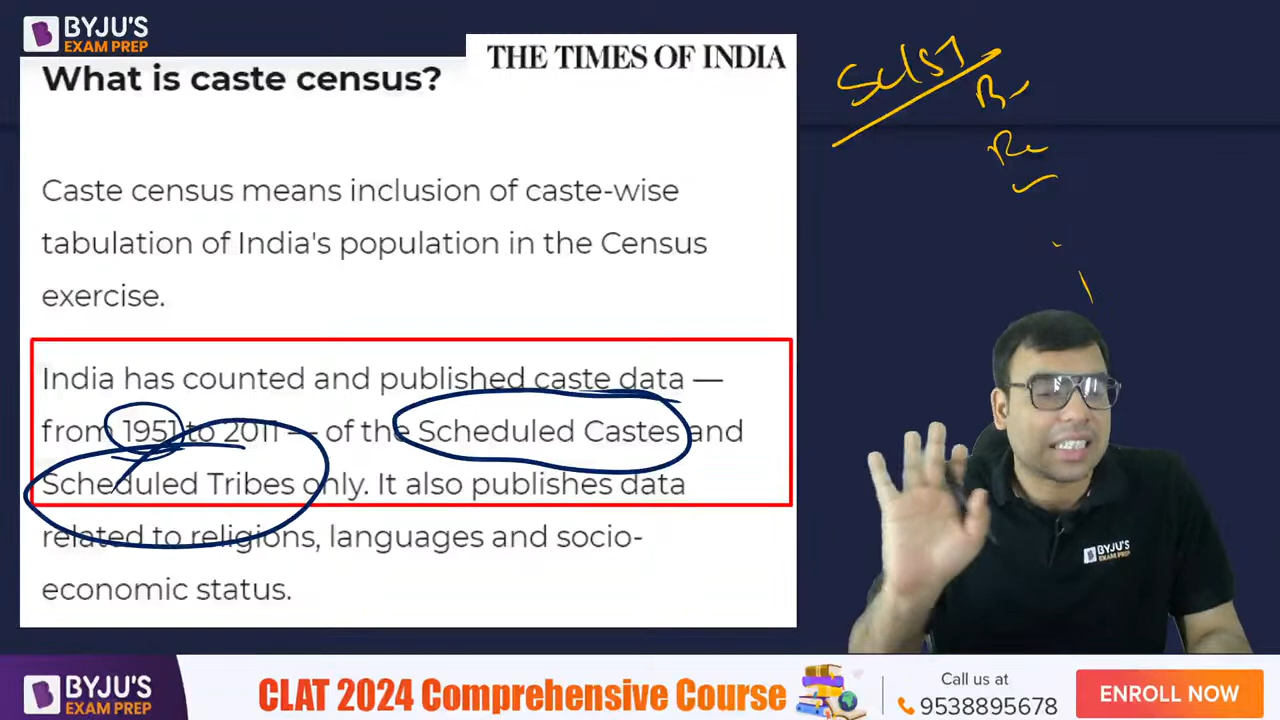 BYJU'S
EXAM PREP
THE TIMES OF INDIA
What is caste census?
Caste census means inclusion of caste-wise
tabulation of India's population in the Census
exercise.
India has counted and published caste data —
from 1951 to 2011 — of the Scheduled Castes and
Scheduled Tribes only. It also publishes data
related to religions, languages and socio-
economic status.
SC/ST
BYJU'S
EXAM PREP
BYJU'S
EXAM PREP
CLAT 2024 Comprehensive Course
Call us at
9538895678
ENROLL NOW